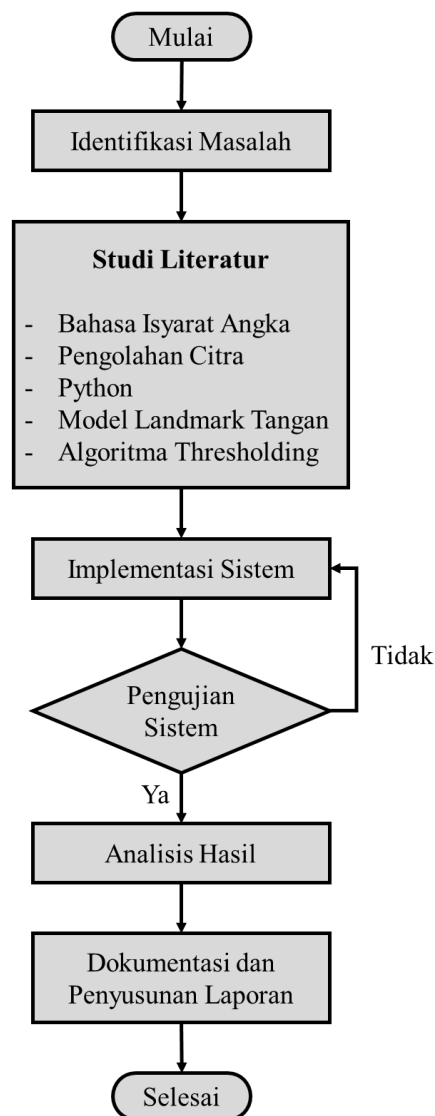 Mulai
Identifikasi Masalah
Studi Literatur
- Bahasa Isyarat Angka
- Pengolahan Citra
- Python
- Model Landmark Tangan
- Algoritma Thresholding
Implementasi Sistem
Tidak
Pengujian
Sistem
Ya
Analisis Hasil
Dokumentasi dan
Penyusunan Laporan
Selesai